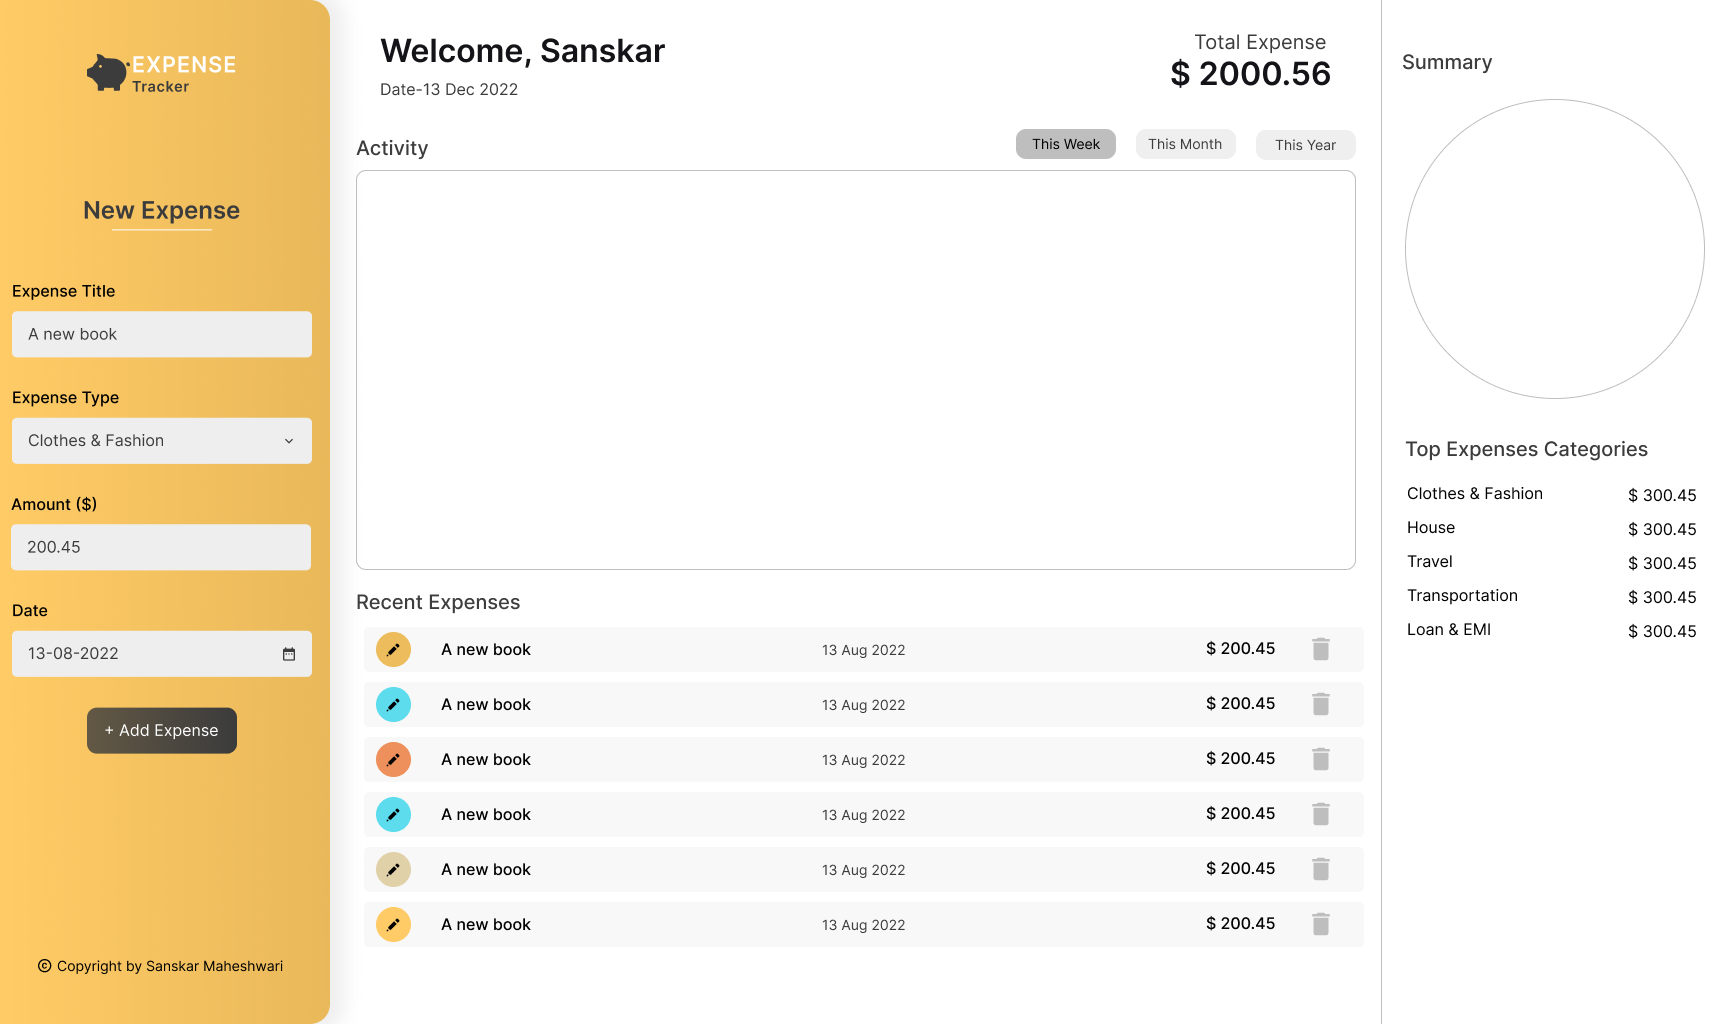 EXPENSE
Tracker
New Expense
Expense Title
A new book
Expense Type
Clothes & Fashion
Amount ($)
200.45
Date
13-08-2022
+ Add Expense
© Copyright by Sanskar Maheshwari
Welcome, Sanskar
Date-13 Dec 2022
Total Expense
$ 2000.56
Activity
This Week
This Month
This Year
Recent Expenses
A new book 13 Aug 2022 $ 200.45
A new book 13 Aug 2022 $ 200.45
A new book 13 Aug 2022 $ 200.45
A new book 13 Aug 2022 $ 200.45
A new book 13 Aug 2022 $ 200.45
A new book 13 Aug 2022 $ 200.45
Summary
Top Expenses Categories
Clothes & Fashion $ 300.45
House $ 300.45
Travel $ 300.45
Transportation $ 300.45
Loan & EMI $ 300.45